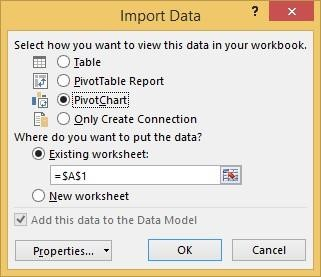 Import Data
?
Select how you want to view this data in your workbook.
Table
PivotTable Report
PivotChart
Only Create Connection
Where do you want to put the data?
Existing worksheet:
=$A$1
New worksheet
Add this data to the Data Model
Properties...
OK
Cancel